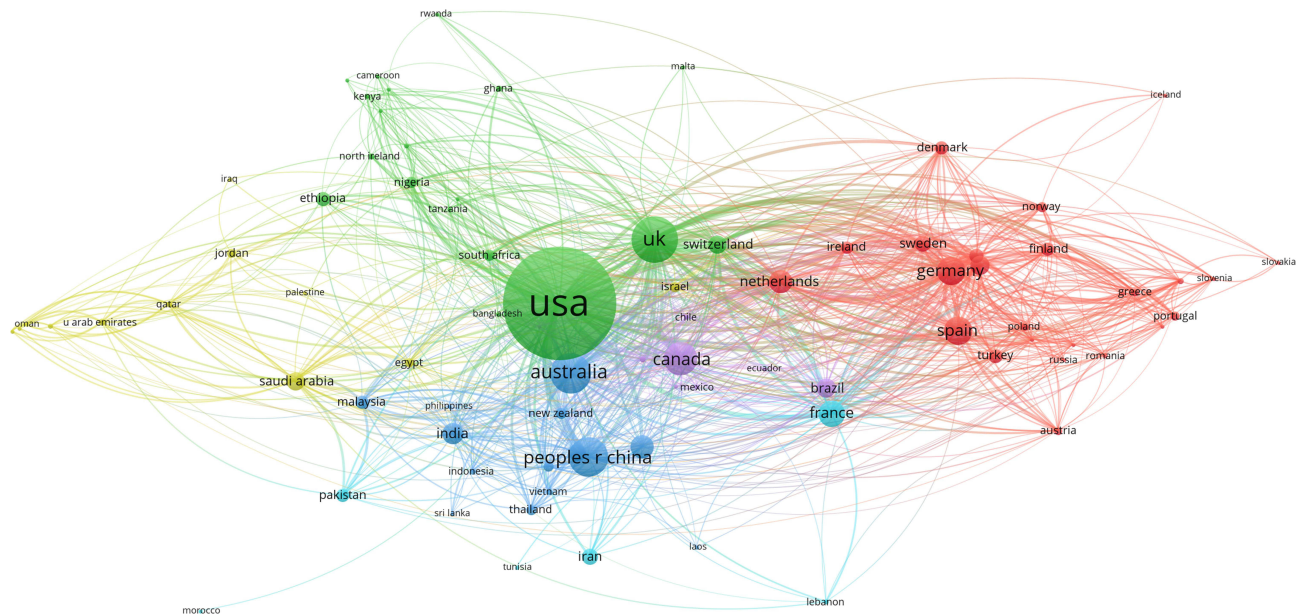 rwanda
malta
cameroon
ghana
kenya
iceland
denmark
north ireland
iraq
nigeria
ethiopia
tanzania
norway
uk
switzerland
ireland
sweden
finland
jordan
south africa
slovakia
germany
slovenia
netherlands
israel
greece
palestine
qatar
usa
bangladesh
chile
portugal
oman
u arab emirates
spain
poland
turkey
russia
romania
egypt
canada
ecuador
australia
saudi arabia
mexico
brazil
malaysia
philippines
new zealand
france
india
austria
peoples r china
indonesia
vietnam
pakistan
thailand
sri lanka
laos
iran
tunisia
lebanon
morocco